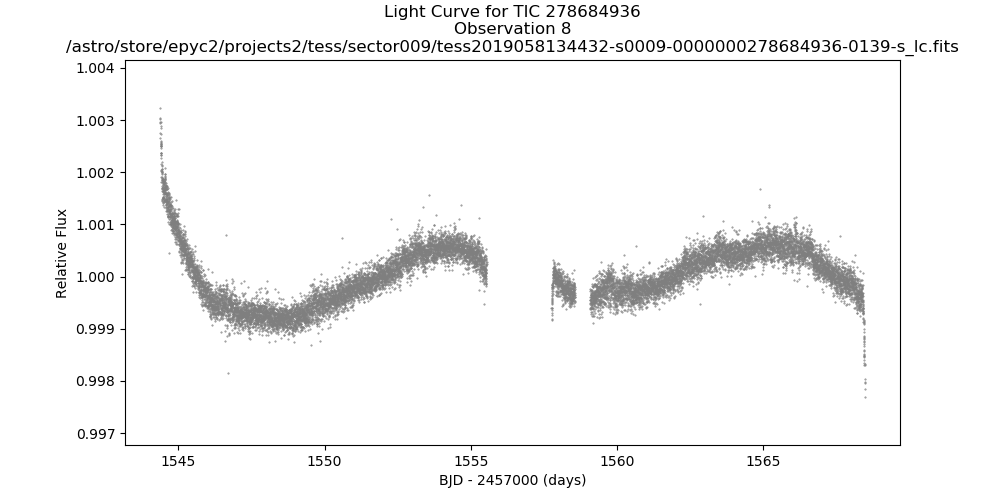 Light Curve for TIC 278684936
Observation 8
/astro/store/epyc2/projects2/tess/sector009/tess2019058134432-s0009-0000000278684936-0139-s_lc.fits
1.004
1.003
1.002
1.001
1.000
0.999
0.998
0.997
Relative Flux
1545
1550
1555
1560
1565
BJD - 2457000 (days)